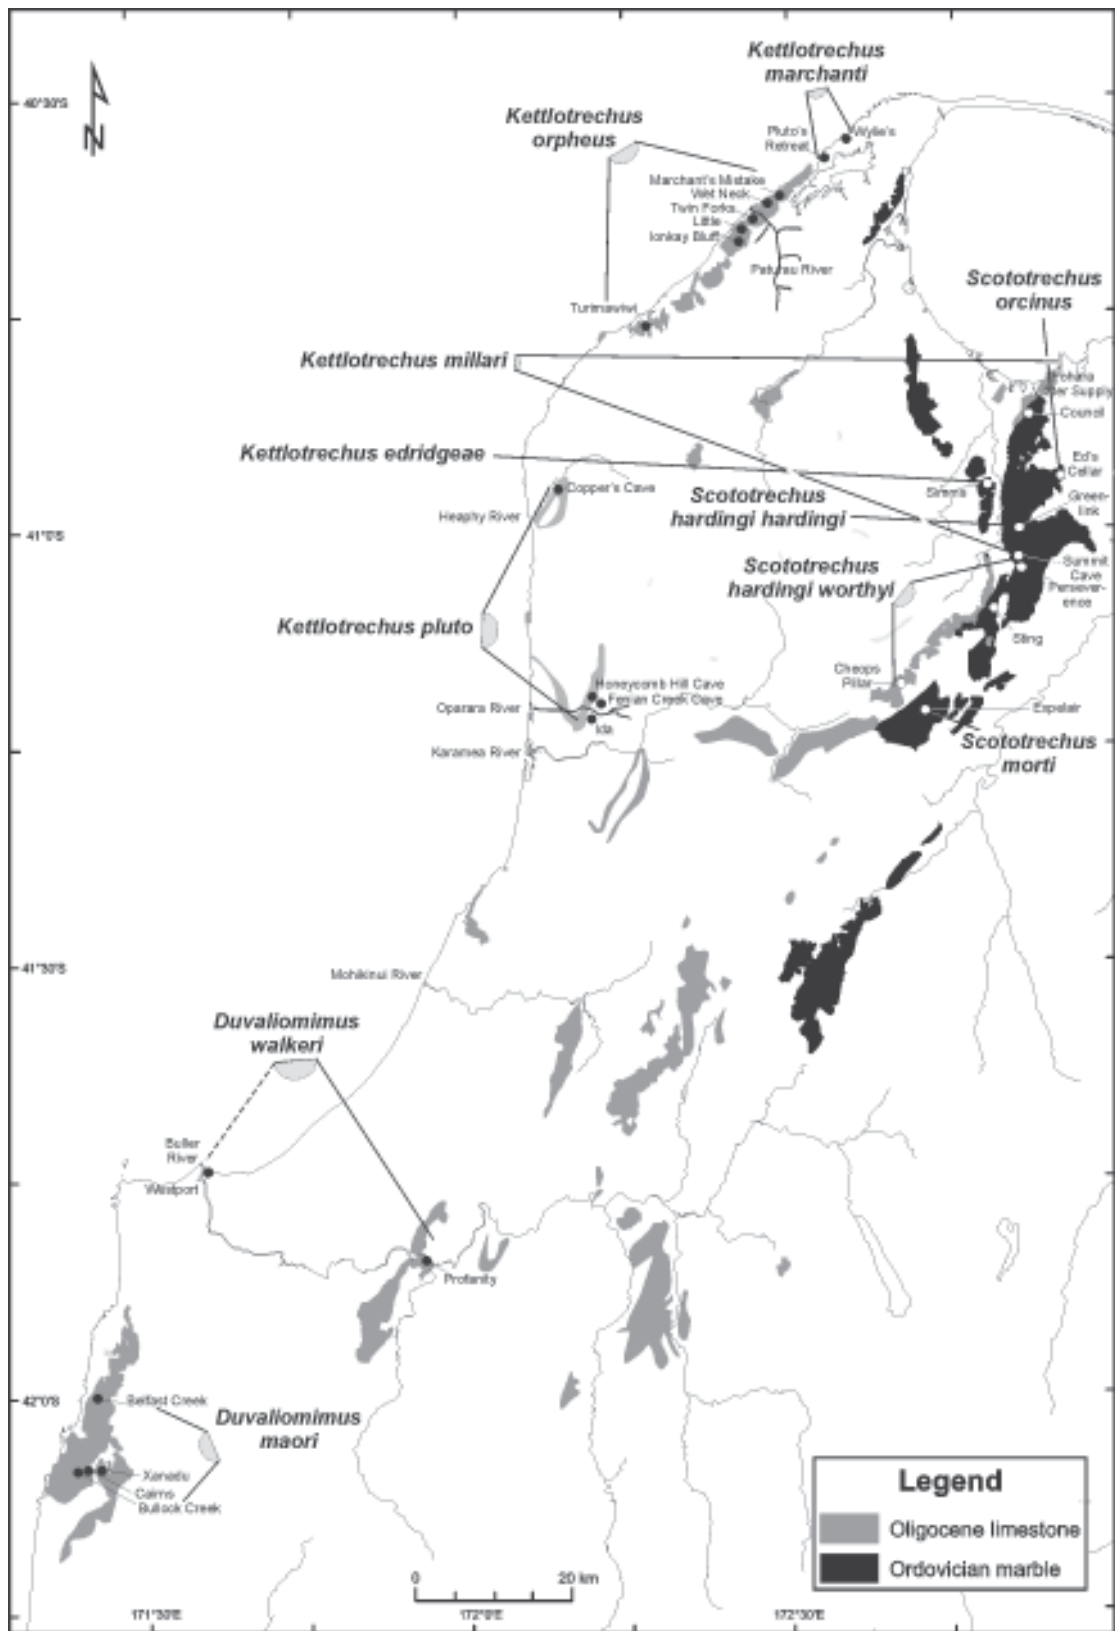 Kettlotrechus
marchanti
40°30'S
Kettlotrechus
orpheus
N
Pluto's
Retreat
Wylie's
Marchant's Mistake
Wet Neck
Twin Forks
Little
Ionkay Bluff
Paturau River
Scototrechus
orcinus
Turimawiwi
Kettlotrechus millari
Council
Kettlotrechus edridgeae
Ed's
Cellar
Copper's Cave
Scototrechus
hardingi hardingi
Simms
Green-
link
Heaphy River
41°0'S
Scototrechus
hardingi worthyi
Summit
Cave
Persever-
ence
Kettlotrechus pluto
Sting
Cheops
Pillar
Honeycomb Hill Cave
Fenian Creek Cave
Oparara River
Ida
Expelair
Karamea River
Scototrechus
morti
41°30'S
Mohikinui River
Duvaliomimus
walkeri
Buller
River
Westport
Profanity
42°0'S
Belfast Creek
Duvaliomimus
maori
Xanadu
Cairns
Bullock Creek
Legend
Oligocene limestone
Ordovician marble
0 20 km
171°30'E 172°0'E 172°30'E